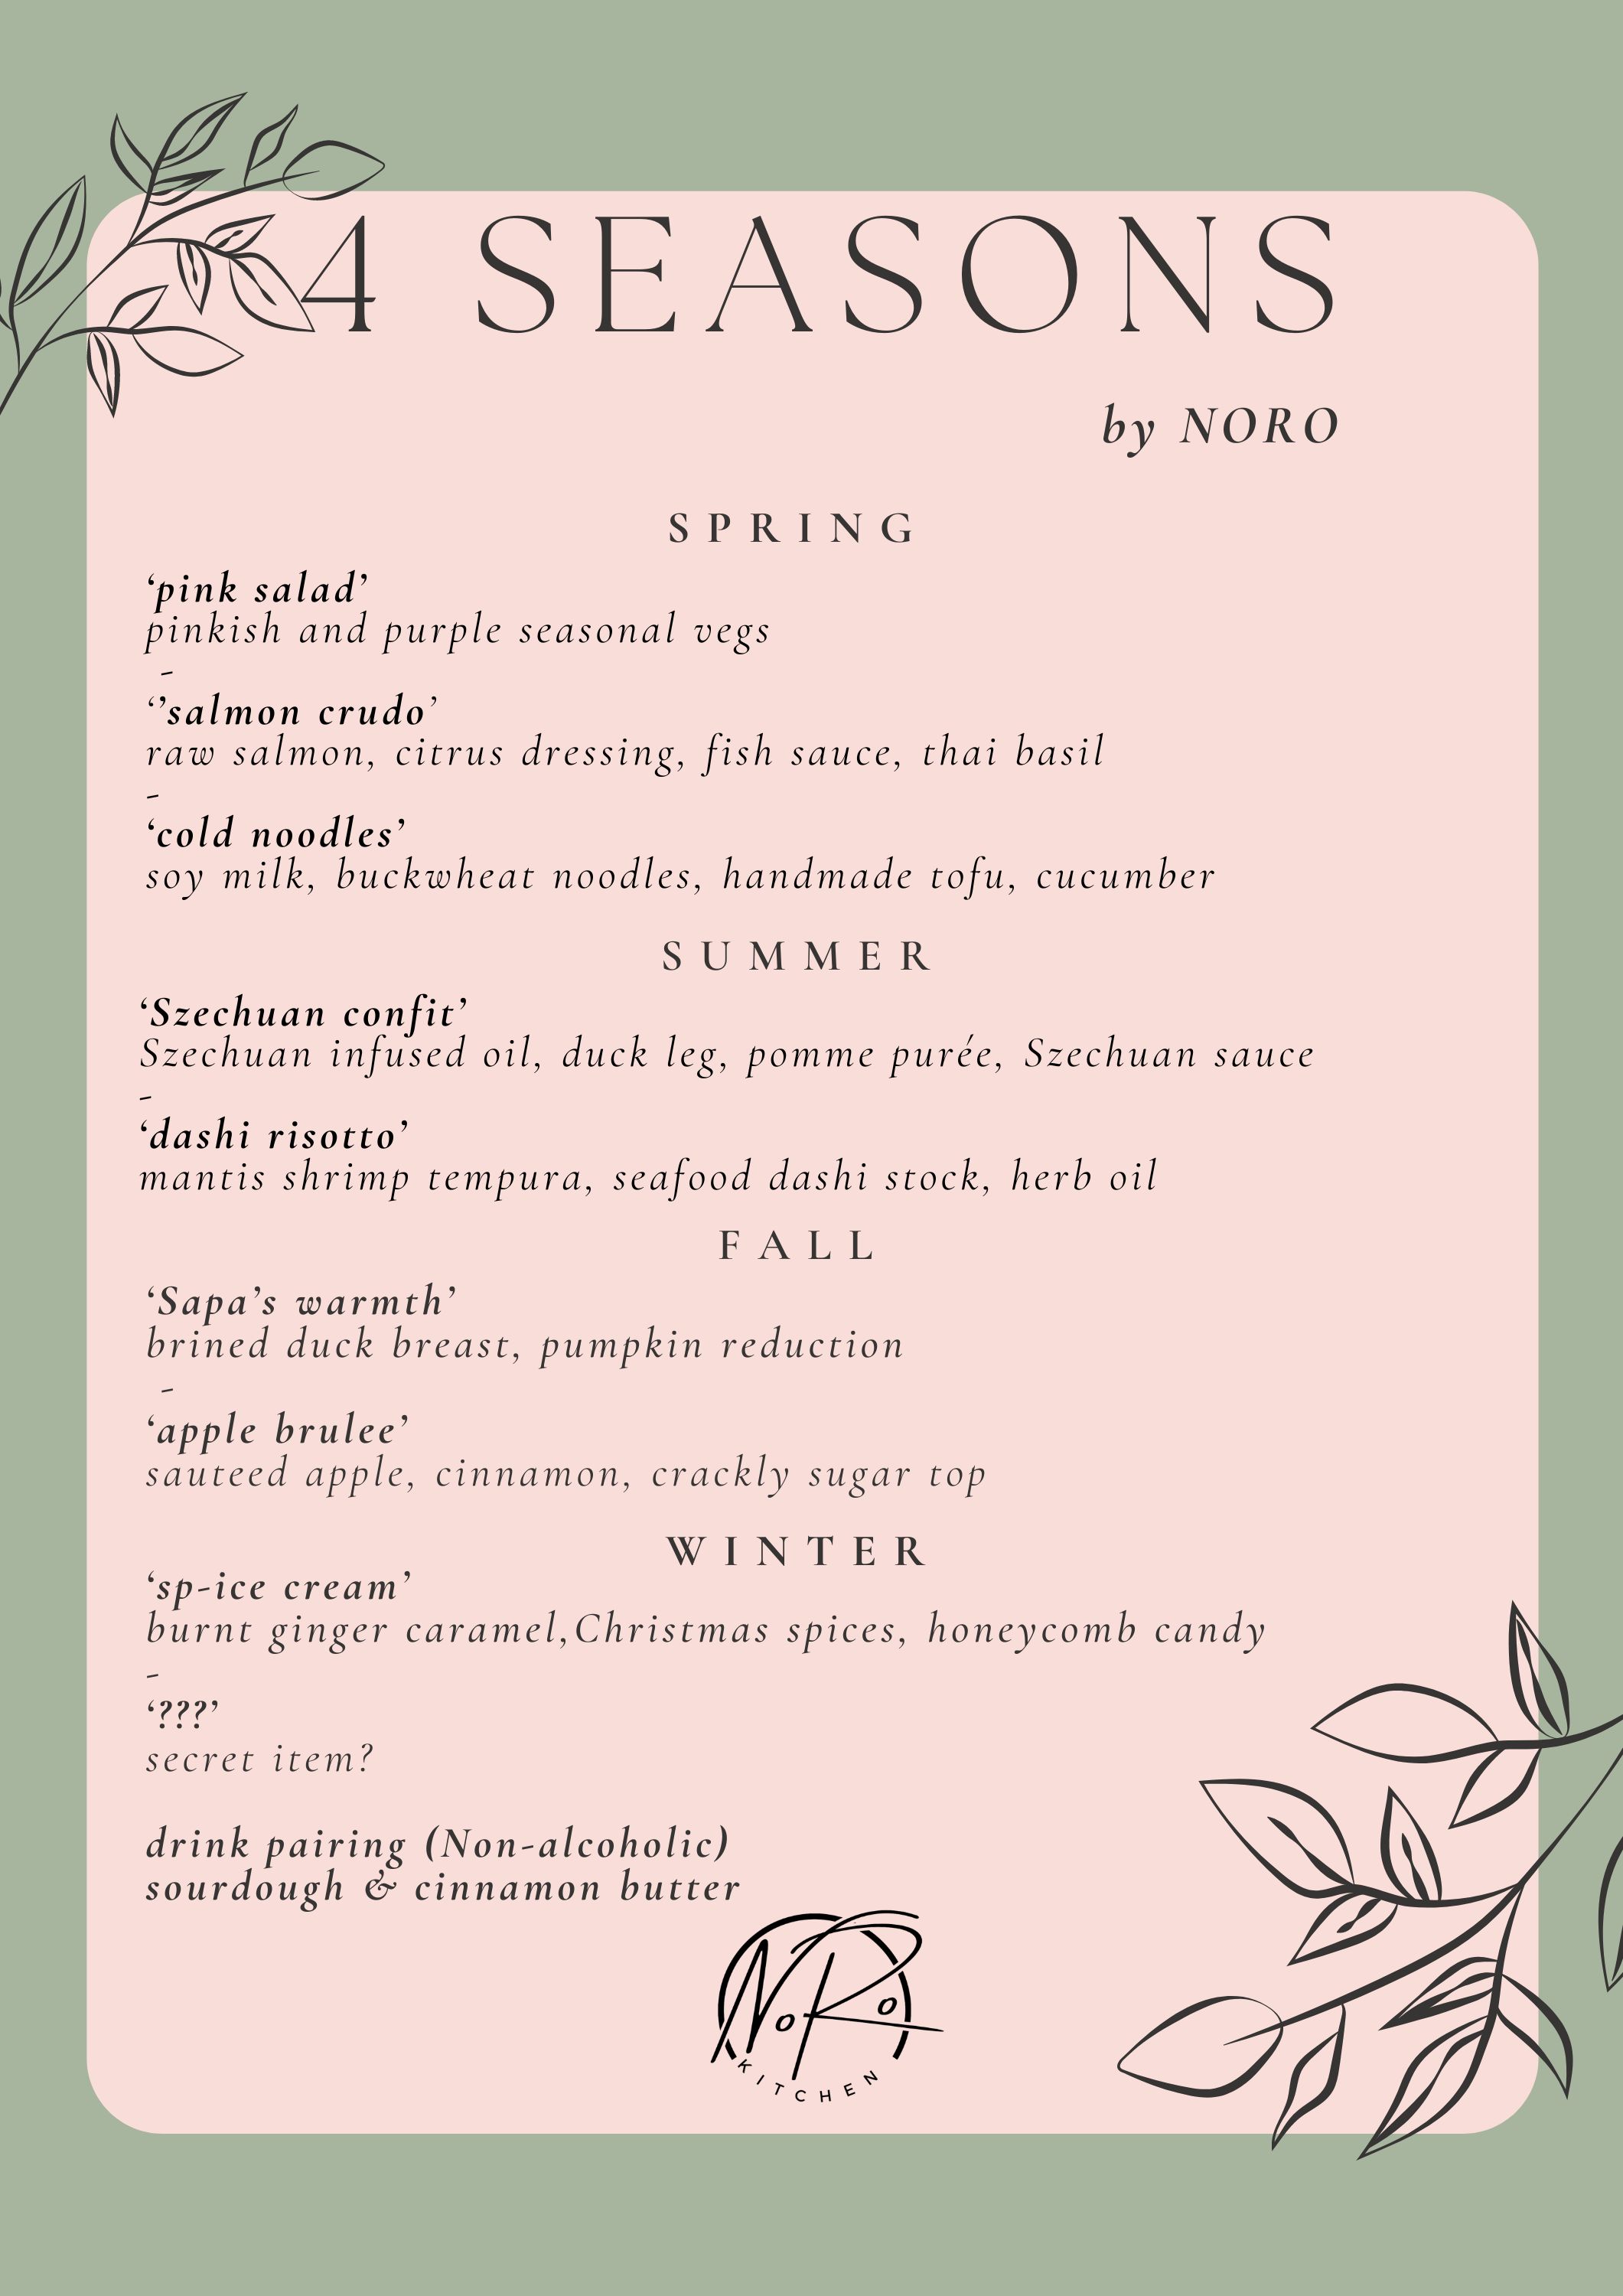 4 SEASONS
by NORO
SPRING
‘pink salad’
pinkish and purple seasonal vegs
-
‘’salmon crudo’
raw salmon, citrus dressing, fish sauce, thai basil
-
‘cold noodles’
soy milk, buckwheat noodles, handmade tofu, cucumber
SUMMER
‘Szechuan confit’
Szechuan infused oil, duck leg, pomme purée, Szechuan sauce
-
‘dashi risotto’
mantis shrimp tempura, seafood dashi stock, herb oil
FALL
‘Sapa’s warmth’
brined duck breast, pumpkin reduction
-
‘apple brulee’
sauteed apple, cinnamon, crackly sugar top
WINTER
‘sp-ice cream’
burnt ginger caramel,Christmas spices, honeycomb candy
-
‘???’
secret item?
drink pairing (Non-alcoholic)
sourdough & cinnamon butter
NoRo
KITCHEN